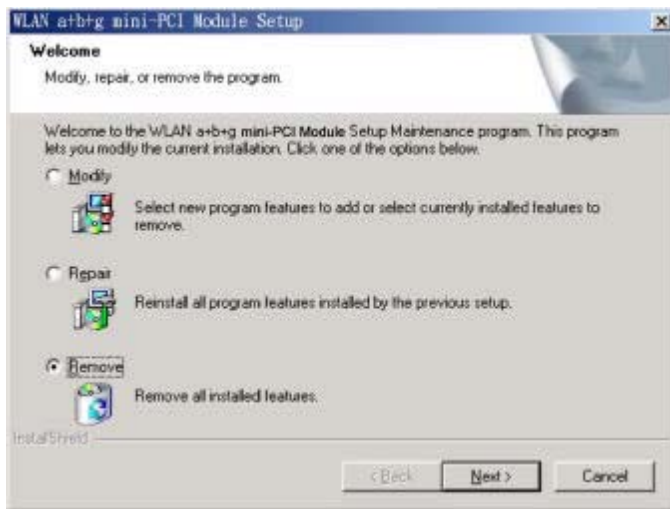 WLAN a+b+g mini-PCI Module Setup
Welcome
Modify, repair, or remove the program.
Welcome to the WLAN a+b+g mini-PCI Module Setup Maintenance program. This program
lets you modify the current installation. Click one of the options below.
Modify
Select new program features to add or select currently installed features to
remove.
Repair
Reinstall all program features installed by the previous setup.
Remove
Remove all installed features.
InstallShield
< Back
Next >
Cancel